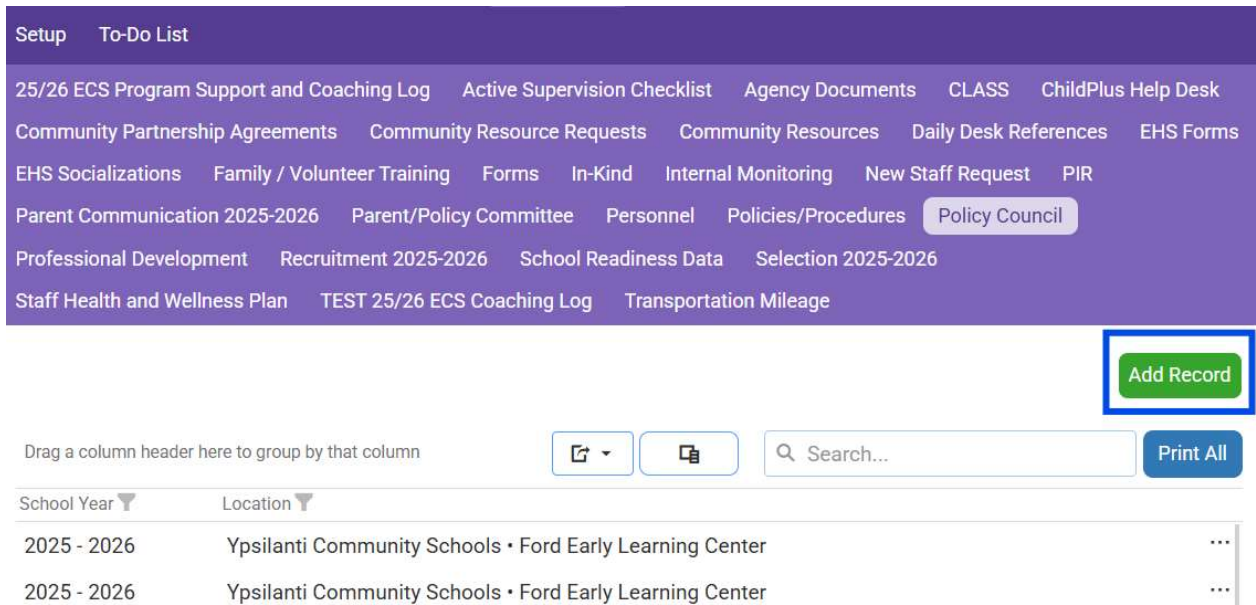 Setup To-Do List
25/26 ECS Program Support and Coaching Log Active Supervision Checklist Agency Documents CLASS ChildPlus Help Desk
Community Partnership Agreements Community Resource Requests Community Resources Daily Desk References EHS Forms
EHS Socializations Family / Volunteer Training Forms In-Kind Internal Monitoring New Staff Request PIR
Parent Communication 2025-2026 Parent/Policy Committee Personnel Policies/Procedures Policy Council
Professional Development Recruitment 2025-2026 School Readiness Data Selection 2025-2026
Staff Health and Wellness Plan TEST 25/26 ECS Coaching Log Transportation Mileage
Add Record
Drag a column header here to group by that column Search... Print All
School Year Location
2025 - 2026 Ypsilanti Community Schools • Ford Early Learning Center ...
2025 - 2026 Ypsilanti Community Schools • Ford Early Learning Center ...